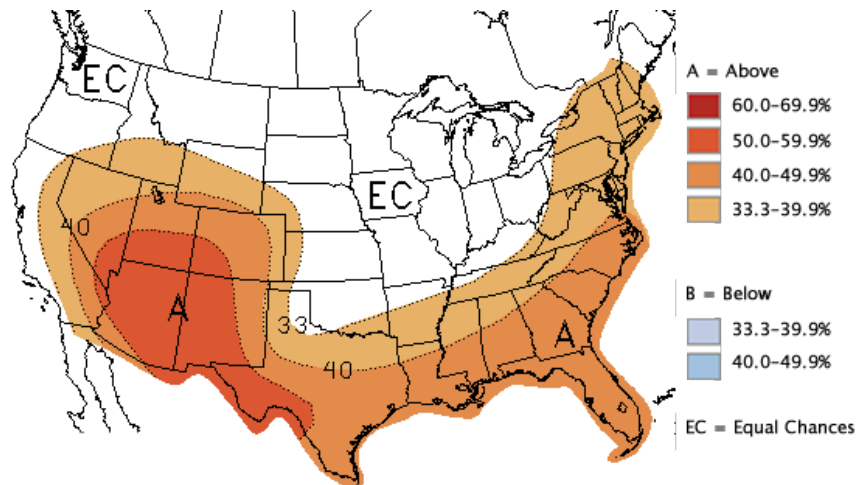 EC
A = Above
60.0-69.9%
50.0-59.9%
40.0-49.9%
33.3-39.9%
EC
40
A
33
A
40
B = Below
33.3-39.9%
40.0-49.9%
EC = Equal Chances